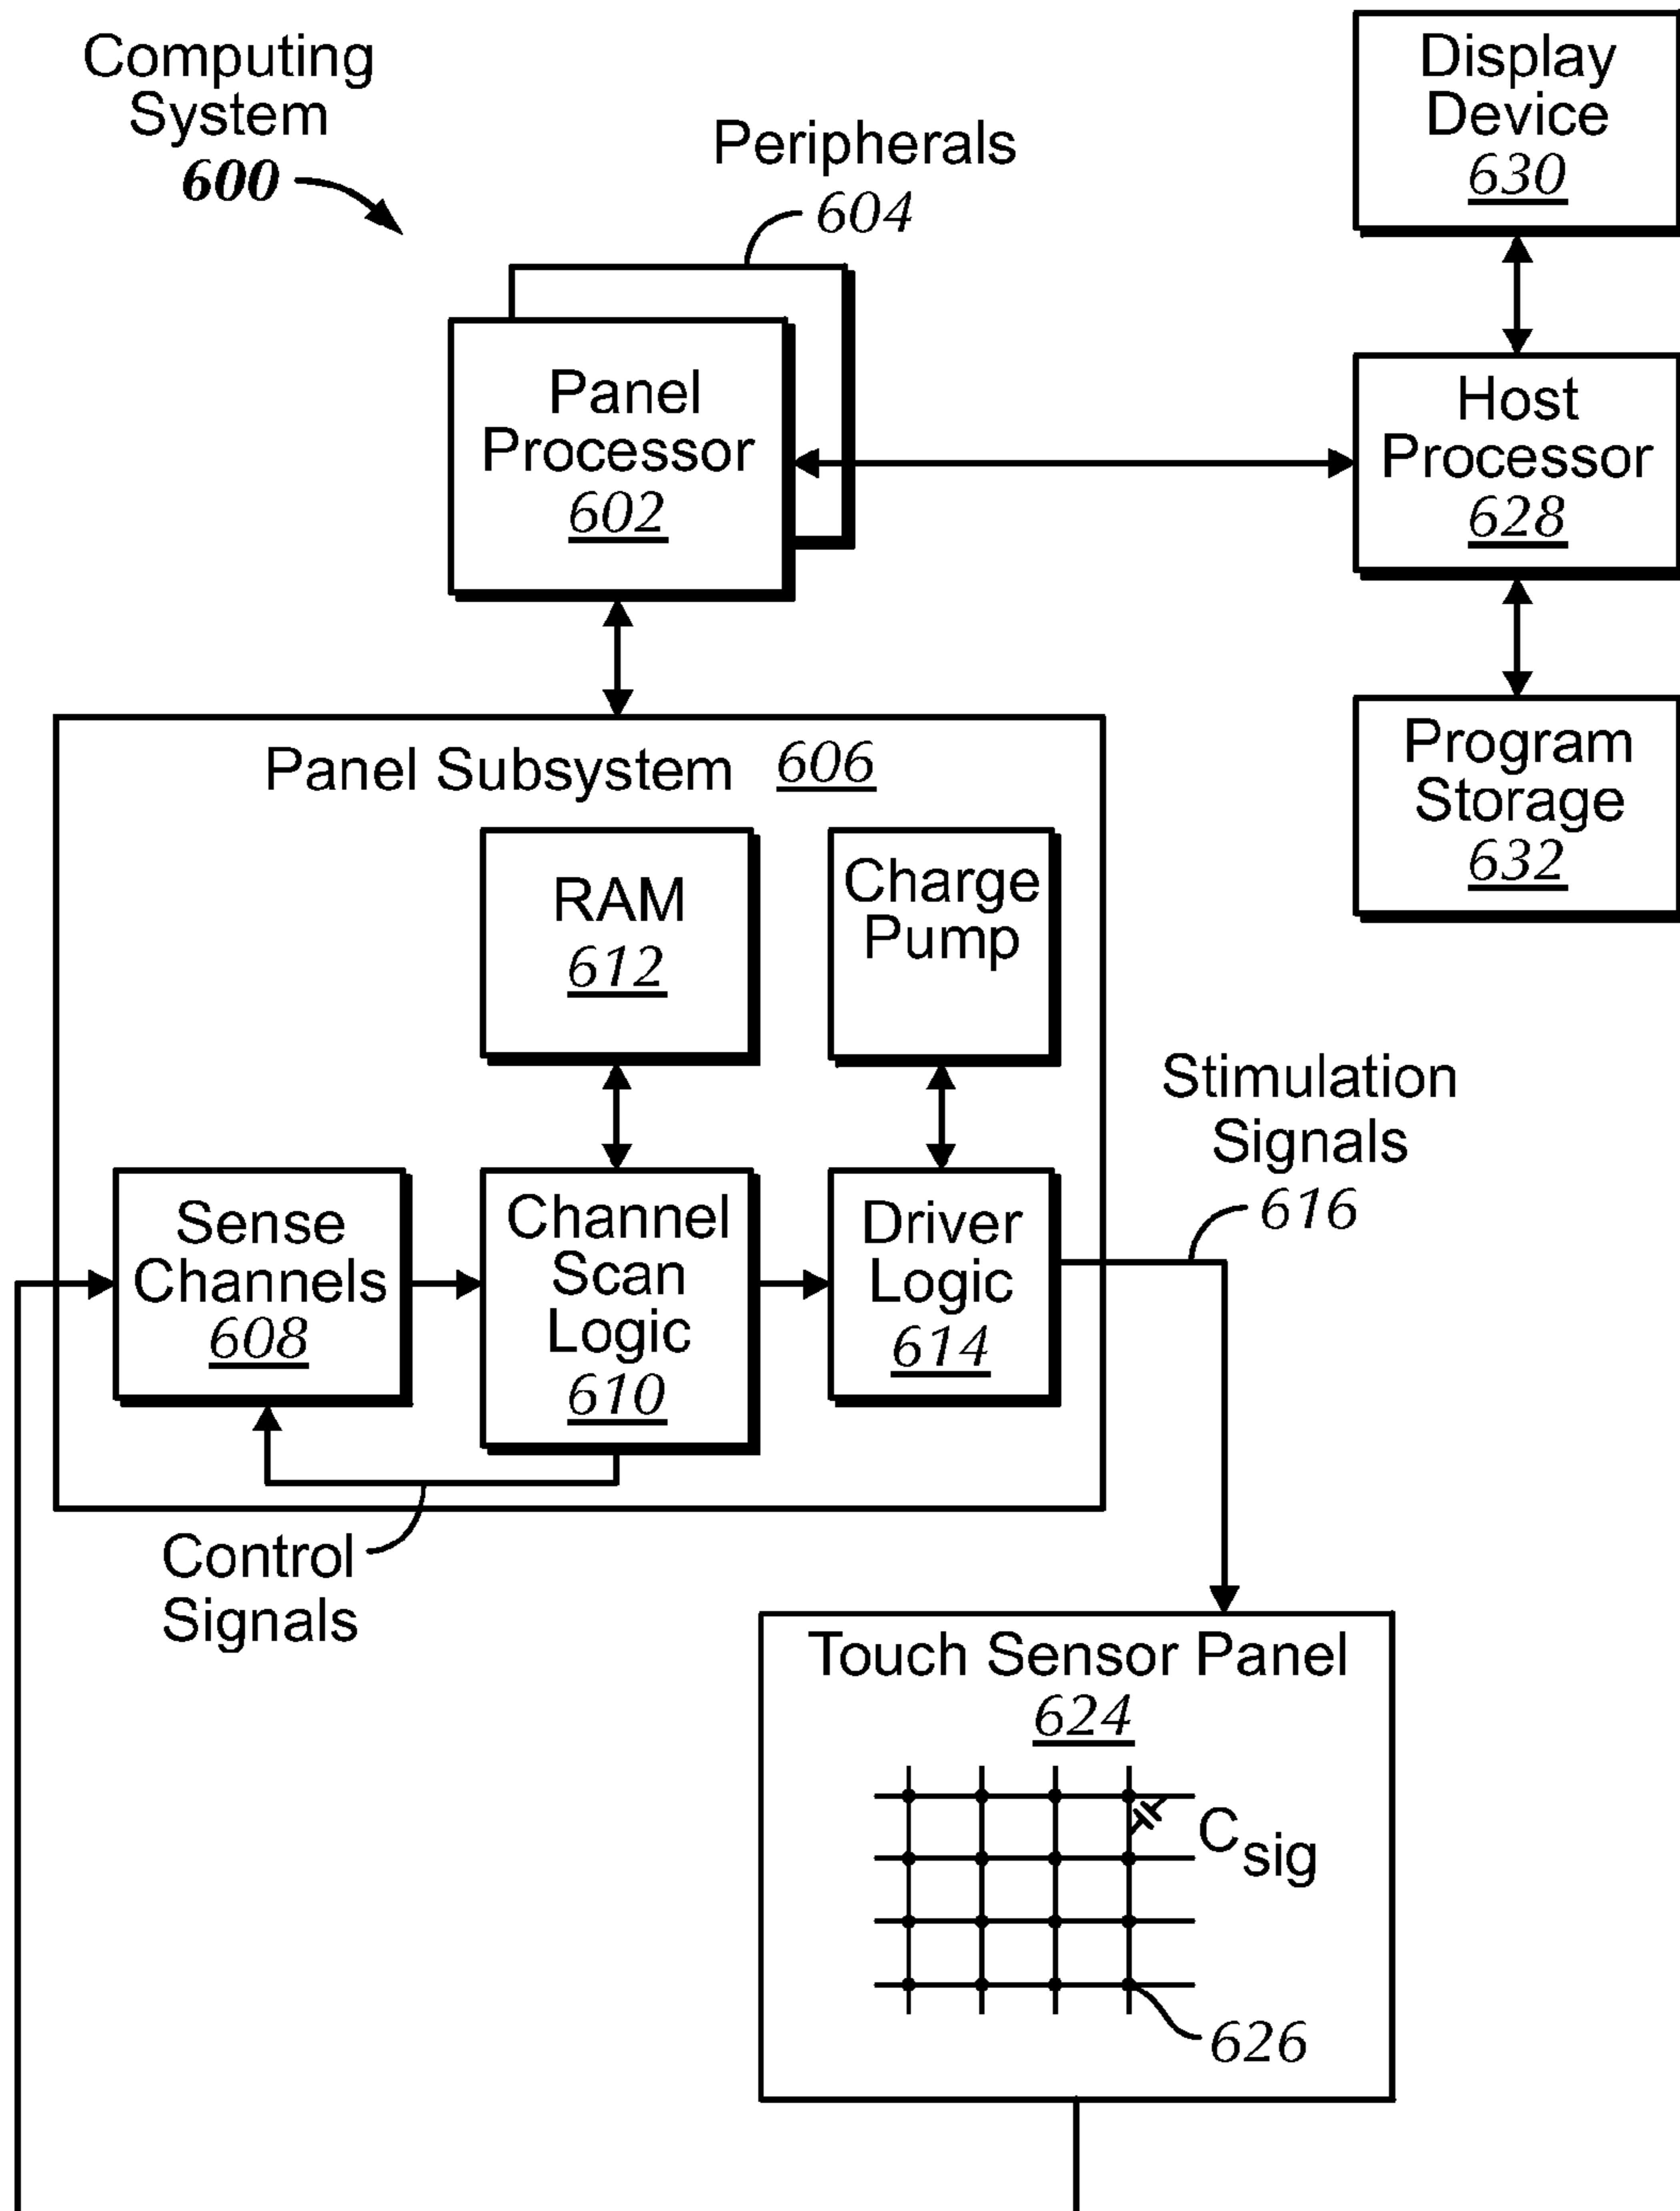 Computing
System
600
Peripherals
604
Display
Device
630
Panel
Processor
602
Host
Processor
628
Program
Storage
632
Panel Subsystem 606
RAM
612
Charge
Pump
Sense
Channels
608
Channel
Scan
Logic
610
Driver
Logic
614
Stimulation
Signals
616
Control
Signals
Touch Sensor Panel
624
Csig
626